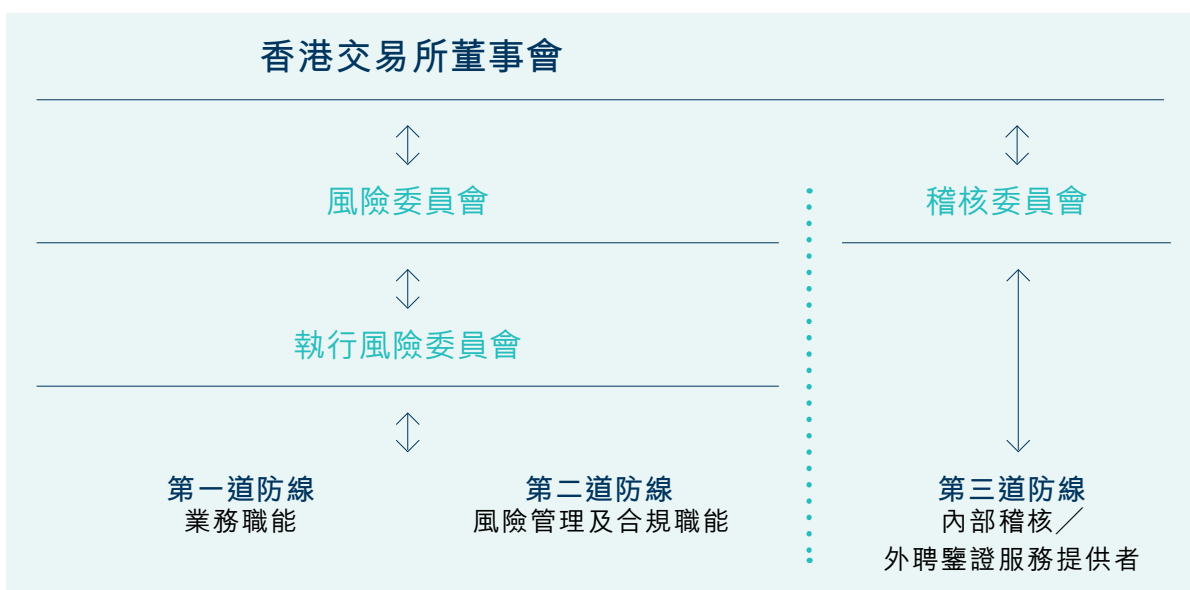 香港交易所董事會
風險委員會
稽核委員會
執行風險委員會
第一道防線
業務職能
第二道防線
風險管理及合規職能
第三道防線
內部稽核╱
外聘鑒證服務提供者